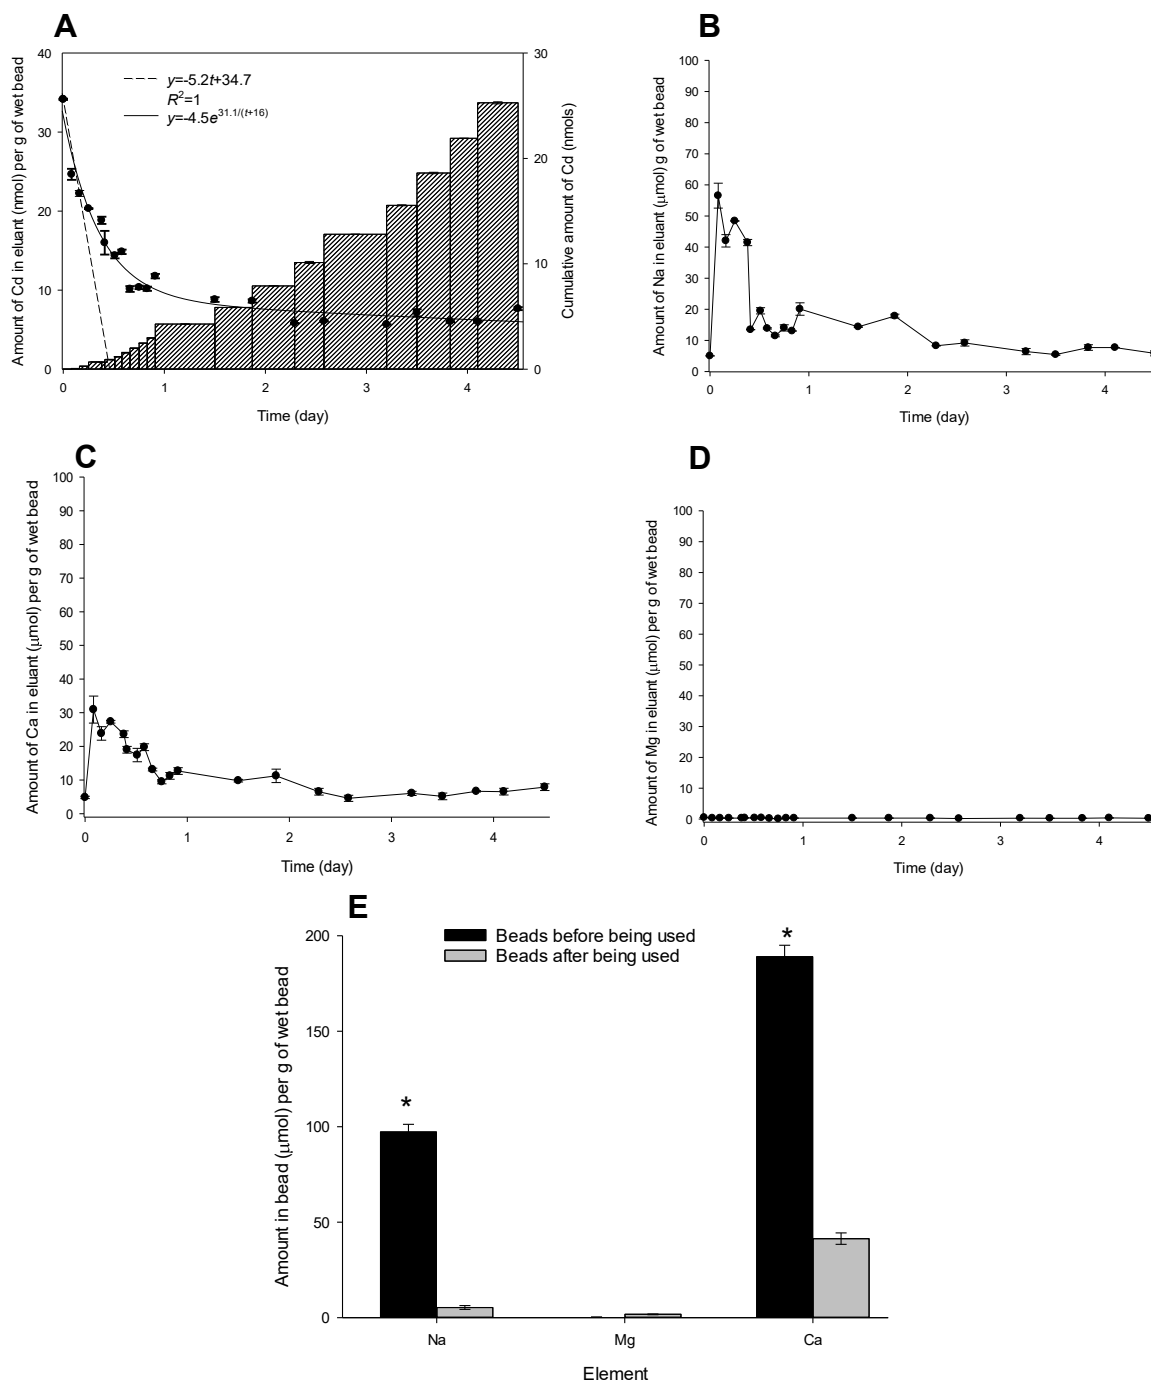 A
Amount of Cd in eluant (nmol) per g of wet bead
40
30
20
10
0
y=-5.2t+34.7
R²=1
y=-4.5e^31.1/(t+16)
30
20
10
0
Cumulative amount of Cd (nmols)
0 1 2 3 4
Time (day)
B
Amount of Na in eluant (μmol) g of wet bead
100
90
80
70
60
50
40
30
20
10
0
0 1 2 3 4
Time (day)
C
Amount of Ca in eluant (μmol) per g of wet bead
100
90
80
70
60
50
40
30
20
10
0
0 1 2 3 4
Time (day)
D
Amount of Mg in eluant (μmol) per g of wet bead
100
90
80
70
60
50
40
30
20
10
0
0 1 2 3 4
Time (day)
E
Amount in bead (μmol) per g of wet bead
200
150
100
50
0
Beads before being used
Beads after being used
*
*
Na Mg Ca
Element